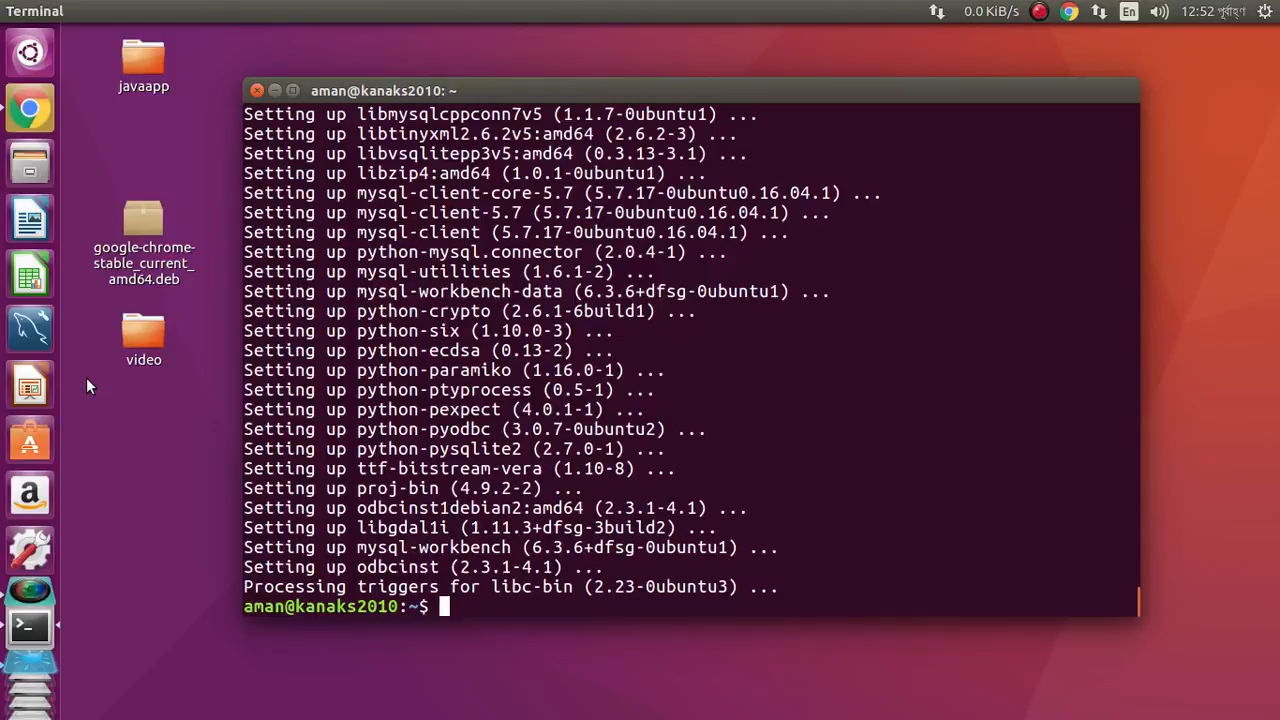 Terminal
0.0 KiB/s
En
12:52 পূর্বাহ্ণ
javaapp
google-chrome-
stable_current_
amd64.deb
video
aman@kanaks2010: ~
Setting up libmysqlcppconn7v5 (1.1.7-0ubuntu1) ...
Setting up libtinyxml2.6.2v5:amd64 (2.6.2-3) ...
Setting up libvsqlitepp3v5:amd64 (0.3.13-3.1) ...
Setting up libzip4:amd64 (1.0.1-0ubuntu1) ...
Setting up mysql-client-core-5.7 (5.7.17-0ubuntu0.16.04.1) ...
Setting up mysql-client-5.7 (5.7.17-0ubuntu0.16.04.1) ...
Setting up mysql-client (5.7.17-0ubuntu0.16.04.1) ...
Setting up python-mysql.connector (2.0.4-1) ...
Setting up mysql-utilities (1.6.1-2) ...
Setting up mysql-workbench-data (6.3.6+dfsg-0ubuntu1) ...
Setting up python-crypto (2.6.1-6build1) ...
Setting up python-six (1.10.0-3) ...
Setting up python-ecdsa (0.13-2) ...
Setting up python-paramiko (1.16.0-1) ...
Setting up python-ptyprocess (0.5-1) ...
Setting up python-pexpect (4.0.1-1) ...
Setting up python-pyodbc (3.0.7-0ubuntu2) ...
Setting up python-pysqlite2 (2.7.0-1) ...
Setting up ttf-bitstream-vera (1.10-8) ...
Setting up proj-bin (4.9.2-2) ...
Setting up odbcinst1debian2:amd64 (2.3.1-4.1) ...
Setting up libgdal1i (1.11.3+dfsg-3build2) ...
Setting up mysql-workbench (6.3.6+dfsg-0ubuntu1) ...
Setting up odbcinst (2.3.1-4.1) ...
Processing triggers for libc-bin (2.23-0ubuntu3) ...
aman@kanaks2010:~$